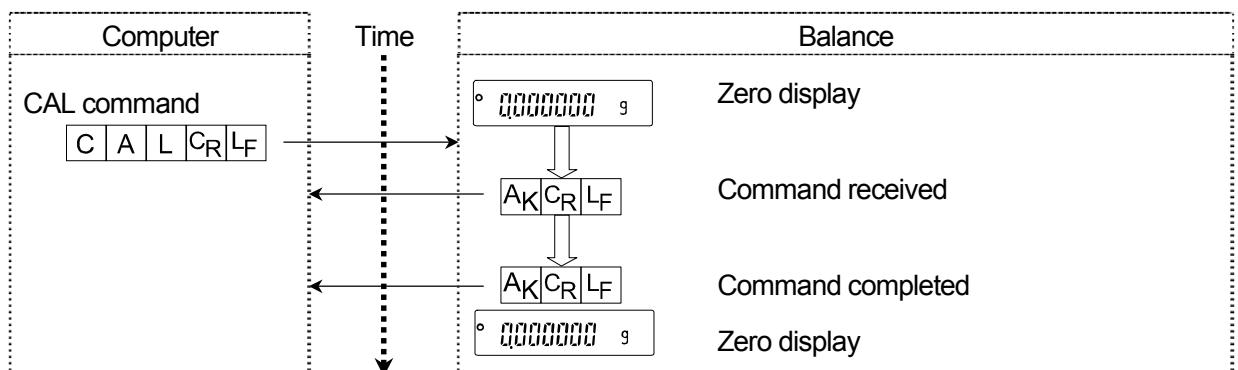 Computer Time Balance
0.000000 g Zero display
CAL command
C A L CR LF
AK CR LF Command received
AK CR LF Command completed
0.000000 g Zero display